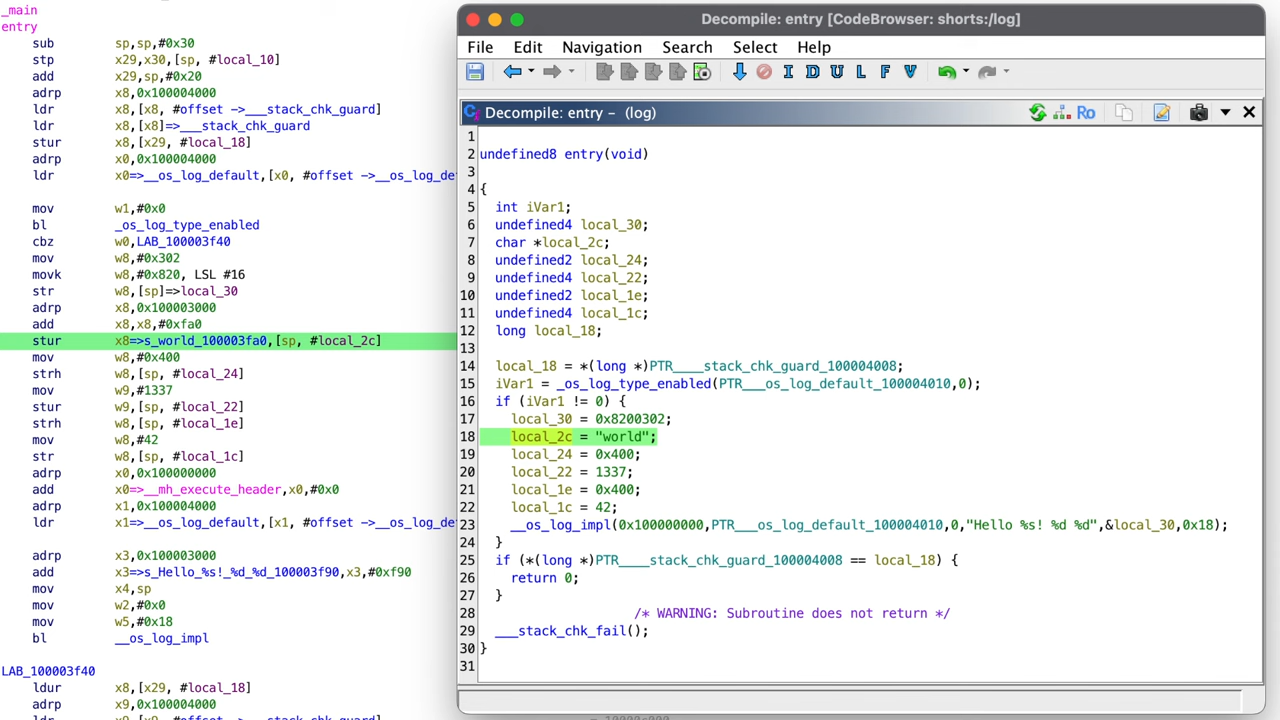 _main
entry
sub sp,sp,#0x30
stp x29,x30,[sp, #local_10]
add x29,sp,#0x20
adrp x8,0x100004000
ldr x8,[x8, #offset ->___stack_chk_guard]
ldr x8,[x8]=>___stack_chk_guard
stur x8,[x29, #local_18]
adrp x0,0x100004000
ldr x0=>__os_log_default,[x0, #offset ->__os_log_de
mov w1,#0x0
bl _os_log_type_enabled
cbz w0,LAB_100003f40
mov w8,#0x302
movk w8,#0x820, LSL #16
str w8,[sp]=>local_30
adrp x8,0x100003000
add x8,x8,#0xfa0
stur x8=>s_world_100003fa0,[sp, #local_2c]
mov w8,#0x400
strh w8,[sp, #local_24]
mov w9,#1337
stur w9,[sp, #local_22]
strh w8,[sp, #local_1e]
mov w8,#42
str w8,[sp, #local_1c]
adrp x0,0x100000000
add x0=>__mh_execute_header,x0,#0x0
adrp x1,0x100004000
ldr x1=>__os_log_default,[x1, #offset ->__os_log_de
adrp x3,0x100003000
add x3=>s_Hello_%s!_%d_%d_100003f90,x3,#0xf90
mov x4,sp
mov w2,#0x0
mov w5,#0x18
bl __os_log_impl
LAB_100003f40
ldur x8,[x29, #local_18]
adrp x9,0x100004000
Decompile: entry [CodeBrowser: shorts:/log]
File Edit Navigation Search Select Help
I D U L F V
Decompile: entry – (log)
Ro
1
2 undefined8 entry(void)
3
4 {
5 int iVar1;
6 undefined4 local_30;
7 char *local_2c;
8 undefined2 local_24;
9 undefined4 local_22;
10 undefined2 local_1e;
11 undefined4 local_1c;
12 long local_18;
13
14 local_18 = *(long *)PTR____stack_chk_guard_100004008;
15 iVar1 = _os_log_type_enabled(PTR___os_log_default_100004010,0);
16 if (iVar1 != 0) {
17 local_30 = 0x8200302;
18 local_2c = "world";
19 local_24 = 0x400;
20 local_22 = 1337;
21 local_1e = 0x400;
22 local_1c = 42;
23 __os_log_impl(0x100000000,PTR___os_log_default_100004010,0,"Hello %s! %d %d",&local_30,0x18);
24 }
25 if (*(long *)PTR____stack_chk_guard_100004008 == local_18) {
26 return 0;
27 }
28 /* WARNING: Subroutine does not return */
29 ___stack_chk_fail();
30 }
31